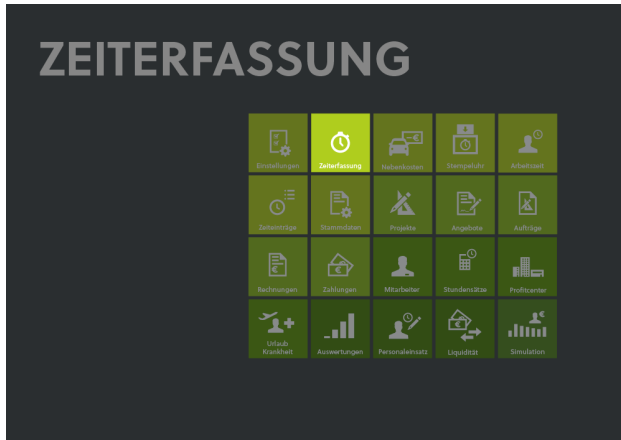 ZEITERFASSUNG
Einstellungen Zeiterfassung Nebenkosten Stempeluhr Arbeitszeit
Zeiteinträge Stammdaten Projekte Angebote Aufträge
Rechnungen Zahlungen Mitarbeiter Stundensätze Profitcenter
Urlaub
Krankheit Auswertungen Personaleinsatz Liquidität Simulation